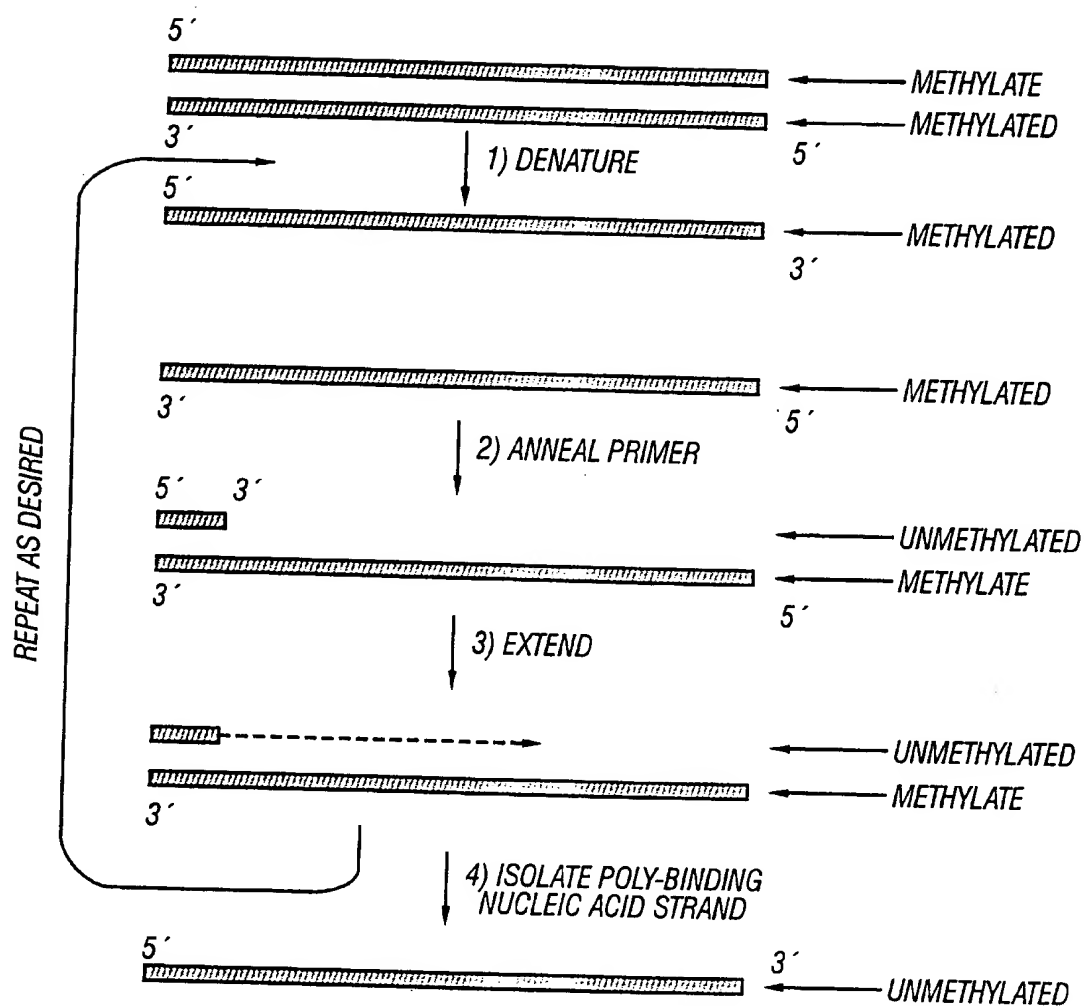 5´
METHYLATE
METHYLATED
3´
5´
1) DENATURE
5´
METHYLATED
3´
METHYLATED
3´
5´
2) ANNEAL PRIMER
REPEAT AS DESIRED
5´ 3´
UNMETHYLATED
METHYLATE
3´
5´
3) EXTEND
UNMETHYLATED
METHYLATE
3´
4) ISOLATE POLY-BINDING
NUCLEIC ACID STRAND
5´
3´
UNMETHYLATED